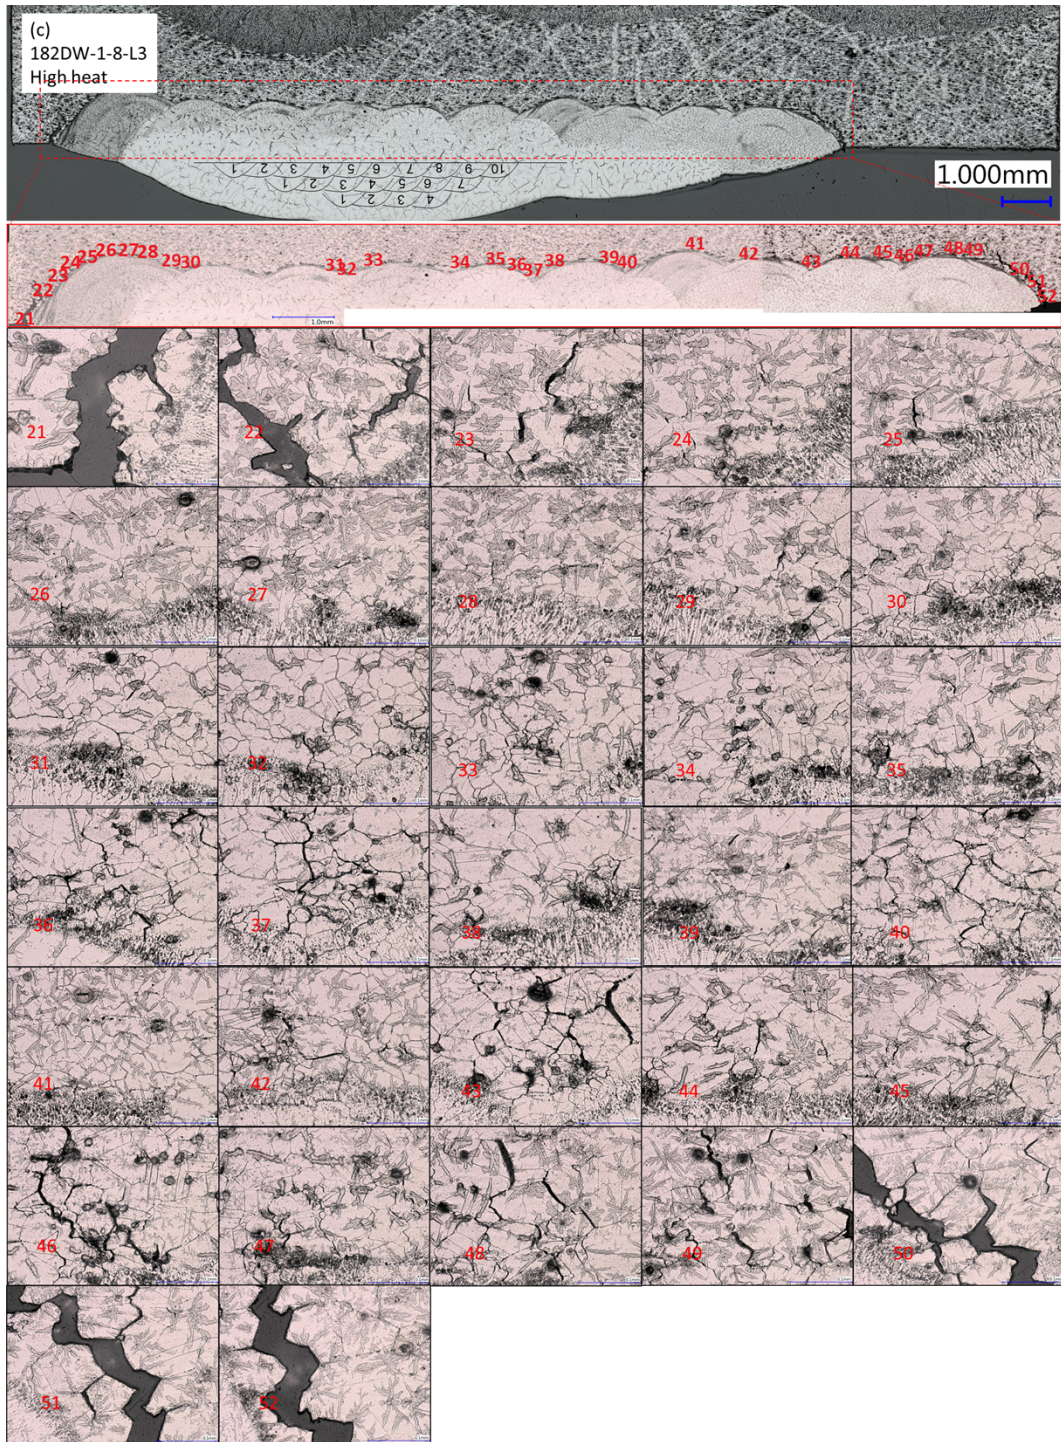 (c)
182DW-1-8-L3
High heat
1 2 3 4 5 6 7 8 9 10
1 2 3 4 5 6 7
1 2 3 4
1.000mm
21 22 23 24 25 26 27 28 29 30 31 32 33 34 35 36 37 38 39 40 41 42 43 44 45 46 47 48 49 50 51 52
1.0mm
21 22 23 24 25
26 27 28 29 30
31 32 33 34 35
36 37 38 39 40
41 42 43 44 45
46 47 48 49 50
51 52